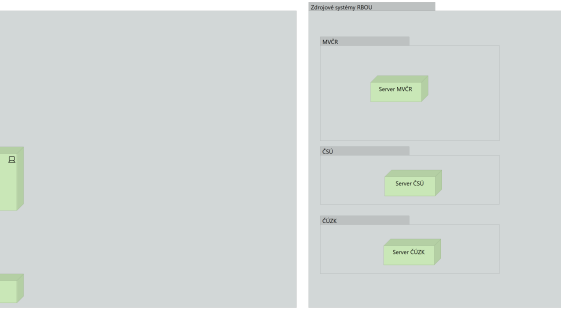 Zdrojové systémy RBOU
MVČR
Server MVČR
ČSÚ
Server ČSÚ
ČÚZK
Server ČÚZK